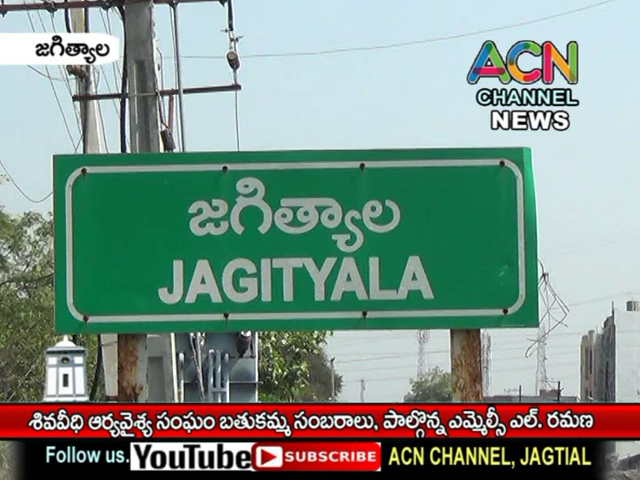 జగిత్యాల
ACN
CHANNEL
NEWS
జగిత్యాల
JAGITYALA
శివవీధి ఆర్యవైశ్య సంఘం బతుకమ్మ సంబరాలు, పాల్గొన్న ఎమ్మెల్సీ ఎల్. రమణ
Follow us. YouTube SUBSCRIBE ACN CHANNEL, JAGTIAL